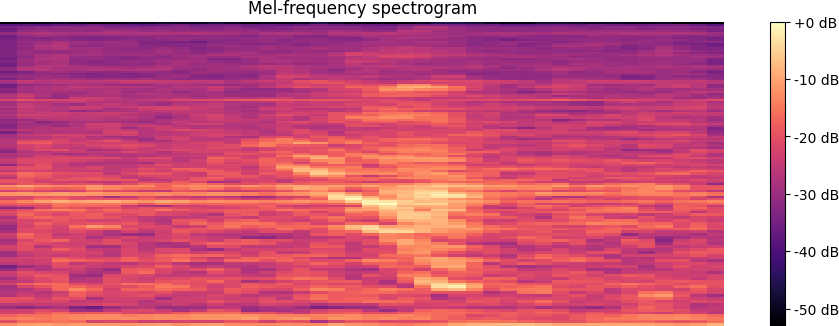 Mel-frequency spectrogram
+0 dB
-10 dB
-20 dB
-30 dB
-40 dB
-50 dB